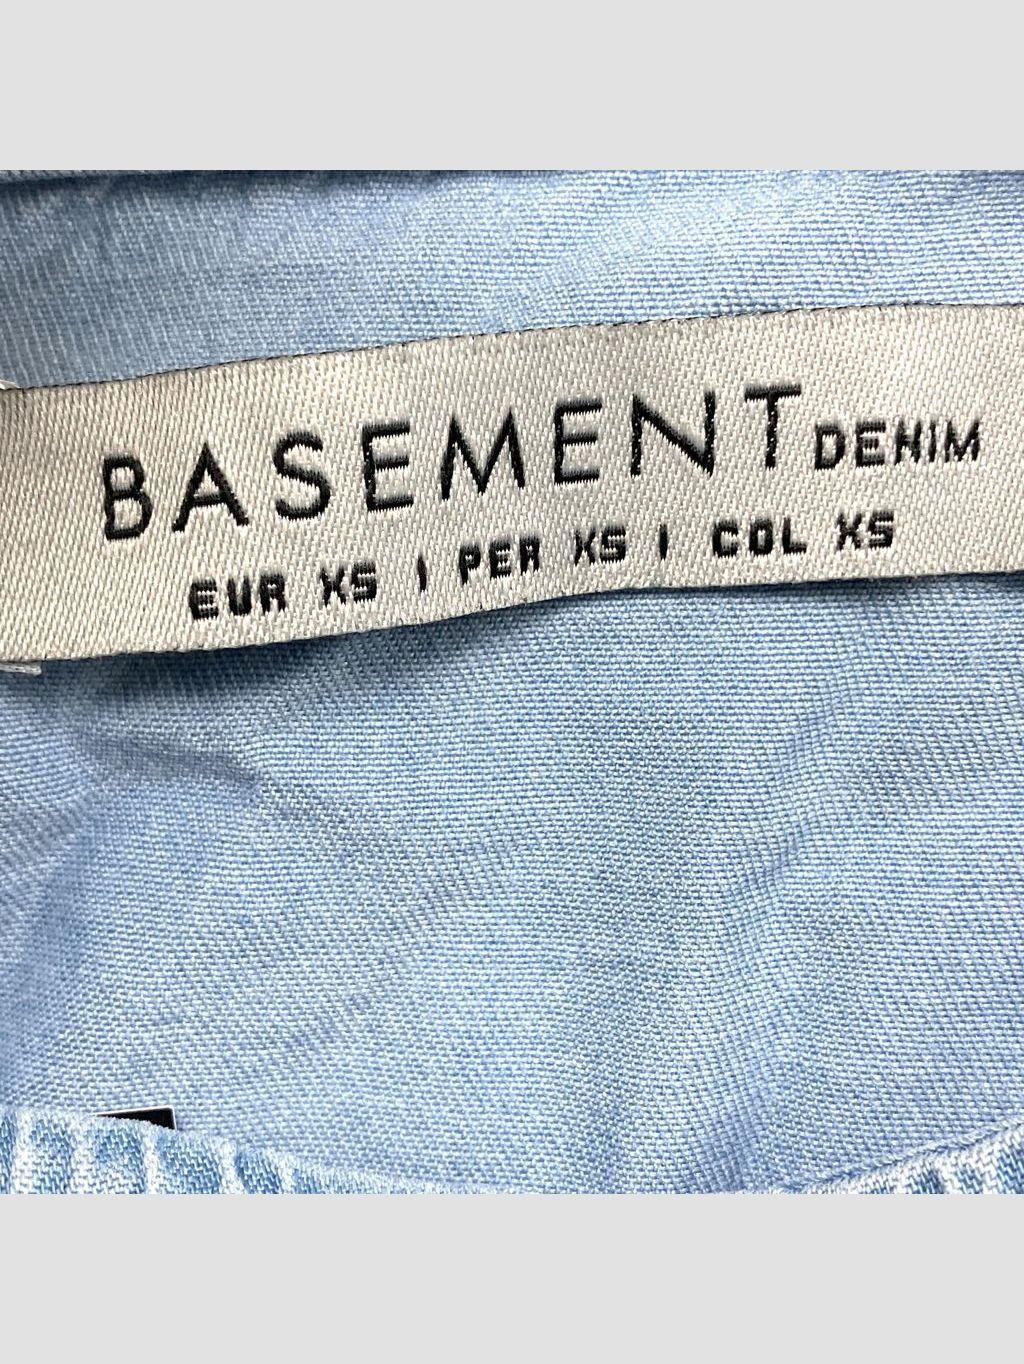 BASEMENT DENIM
EUR XS | PER XS | COL XS